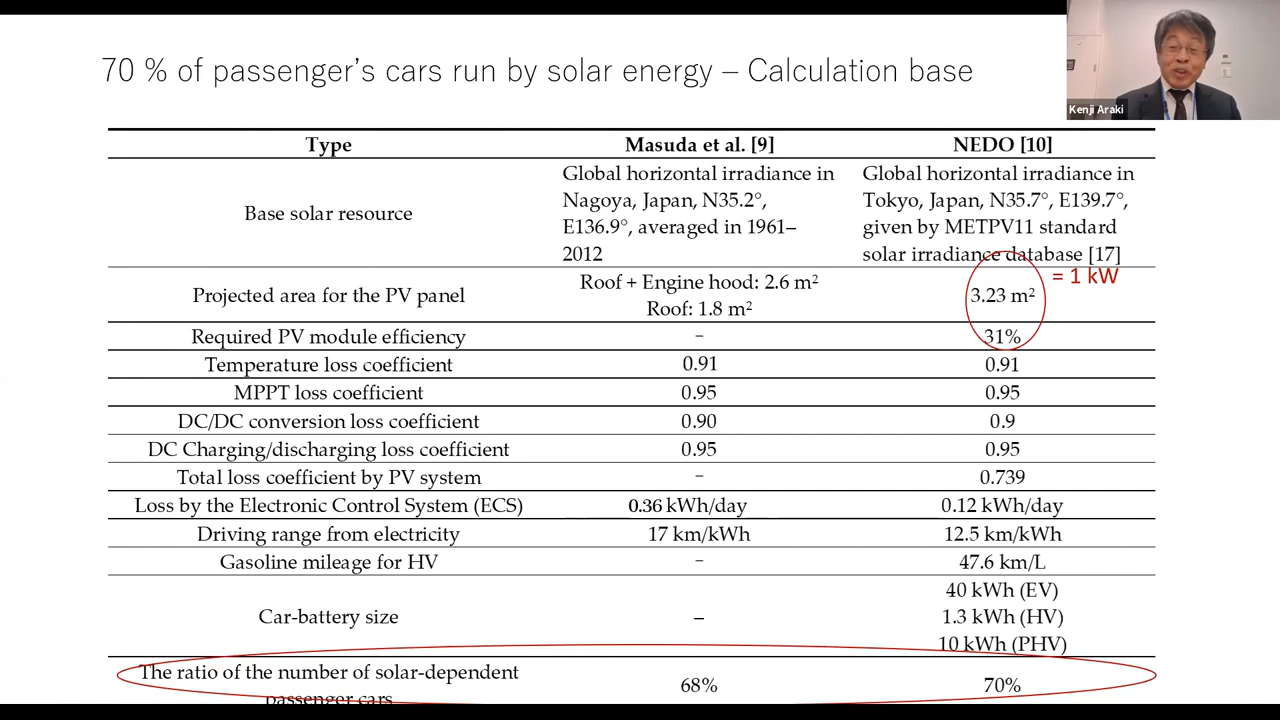 70 % of passenger's cars run by solar energy – Calculation base
Kenji Araki
Type Masuda et al. [9] NEDO [10]
Base solar resource
Global horizontal irradiance in
Nagoya, Japan, N35.2°,
E136.9°, averaged in 1961–
2012
Global horizontal irradiance in
Tokyo, Japan, N35.7°, E139.7°,
given by METPV11 standard
solar irradiance database [17]
= 1 kW
Projected area for the PV panel
Roof + Engine hood: 2.6 m²
Roof: 1.8 m²
3.23 m²
Required PV module efficiency – 31%
Temperature loss coefficient 0.91 0.91
MPPT loss coefficient 0.95 0.95
DC/DC conversion loss coefficient 0.90 0.9
DC Charging/discharging loss coefficient 0.95 0.95
Total loss coefficient by PV system – 0.739
Loss by the Electronic Control System (ECS) 0.36 kWh/day 0.12 kWh/day
Driving range from electricity 17 km/kWh 12.5 km/kWh
Gasoline mileage for HV – 47.6 km/L
Car-battery size –
40 kWh (EV)
1.3 kWh (HV)
10 kWh (PHV)
The ratio of the number of solar-dependent
passenger cars
68% 70%